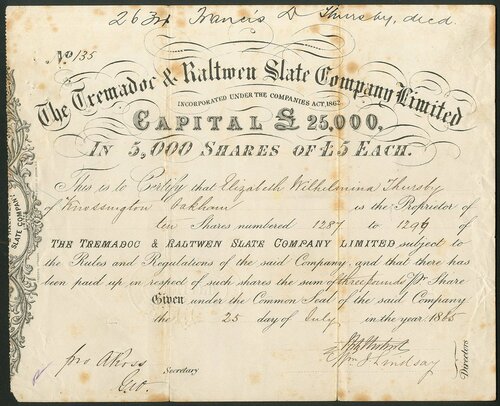 Francis D Thursby, decd.
No 135
The Tremadoc & Raltwen Slate Company Limited
INCORPORATED UNDER THE COMPANIES ACT, 1862
CAPITAL £ 25,000,
IN 5,000 SHARES OF £5 EACH.
This is to Certify that Elizabeth Wilhelmina Thursby
of Knossington Oakham is the Proprietor of
ten Shares numbered 1287 to 1296 of
THE TREMADOC & RALTWEN SLATE COMPANY LIMITED subject to
the Rules and Regulations of the said Company, and that there has
been paid up in respect of such shares the sum of three pounds Pr Share
Given under the Common Seal of the said Company
the 25 day of July in the year 1865
pro A Ross
Secretary
Wm J Lindsay
Directors
SLATE COMPANY